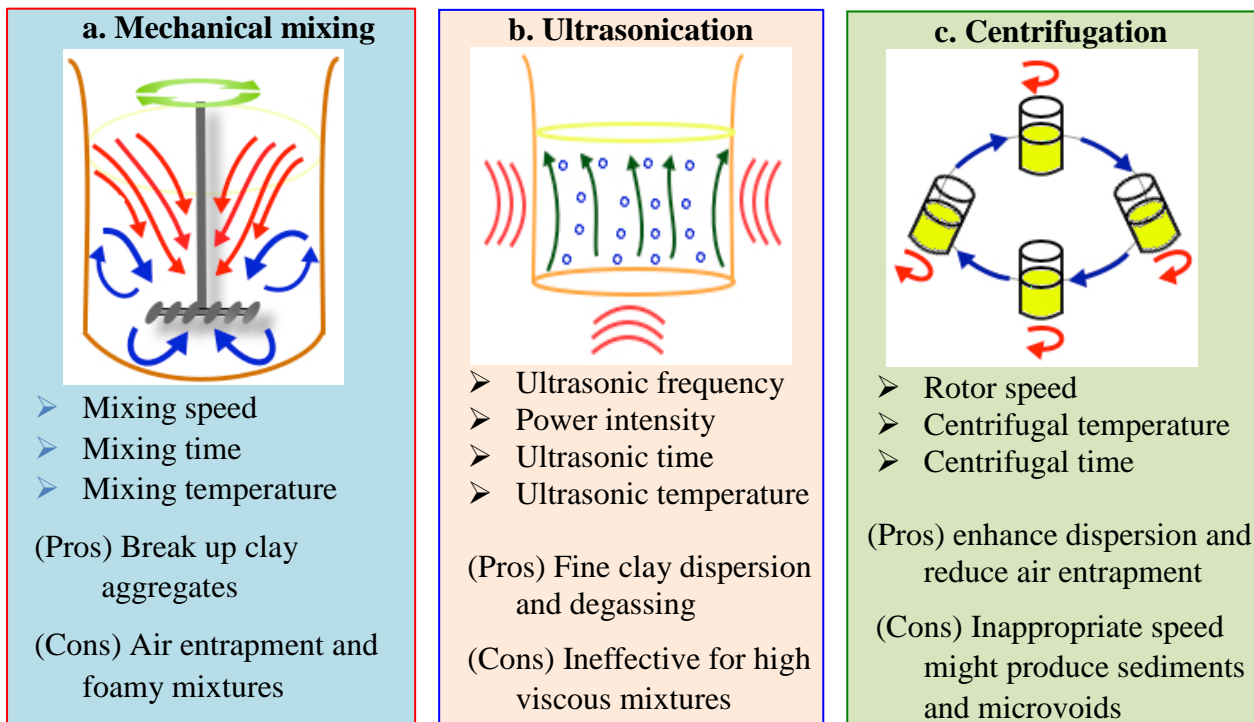 a. Mechanical mixing
➢ Mixing speed
➢ Mixing time
➢ Mixing temperature
(Pros) Break up clay
aggregates
(Cons) Air entrapment and
foamy mixtures
b. Ultrasonication
➢ Ultrasonic frequency
➢ Power intensity
➢ Ultrasonic time
➢ Ultrasonic temperature
(Pros) Fine clay dispersion
and degassing
(Cons) Ineffective for high
viscous mixtures
c. Centrifugation
➢ Rotor speed
➢ Centrifugal temperature
➢ Centrifugal time
(Pros) enhance dispersion and
reduce air entrapment
(Cons) Inappropriate speed
might produce sediments
and microvoids